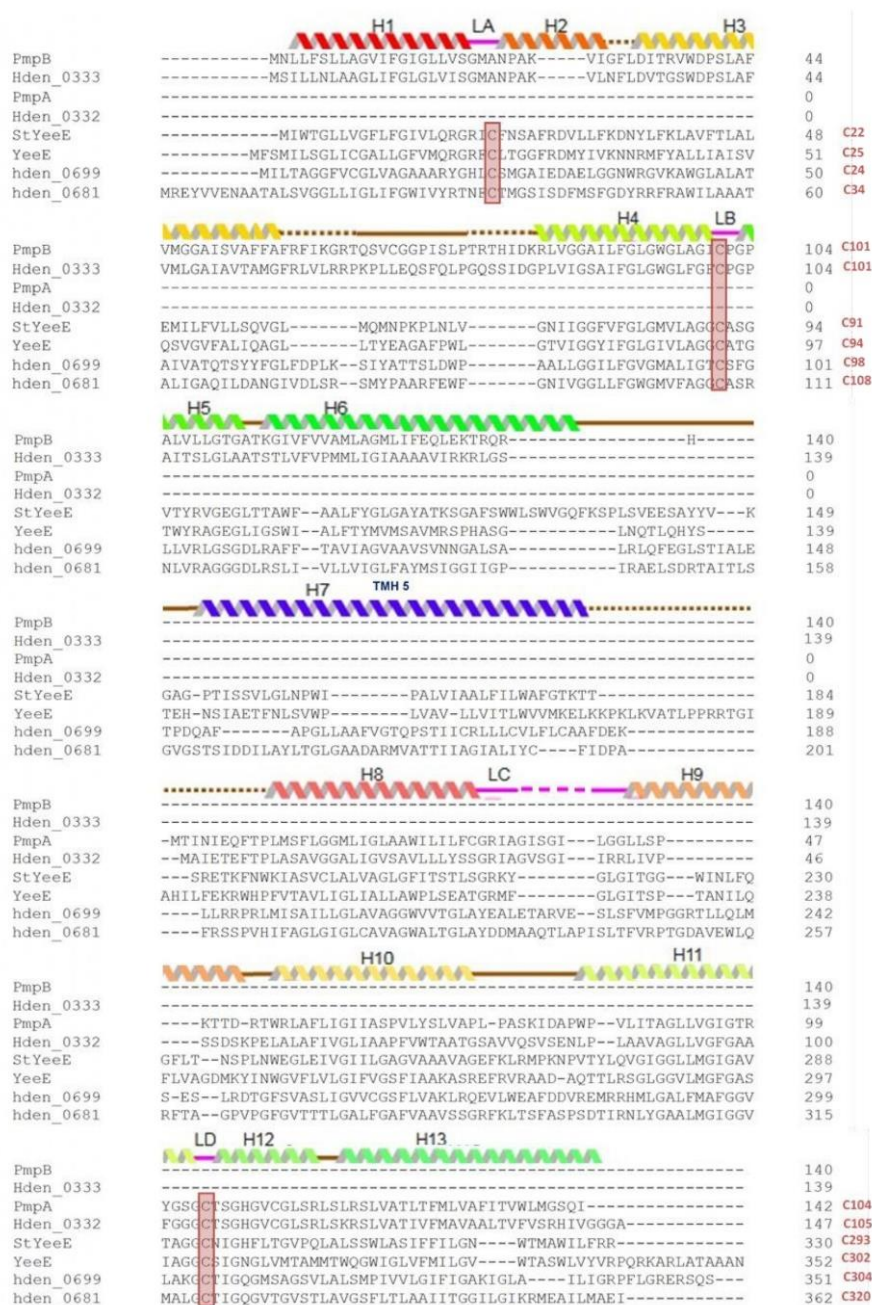 H1 LA H2 H3
PmpB ---------MNLLFSLLAGVIFGIGLLVSGMANPAK-----VIGFLDITRVWDPSLAF 44
Hden_0333 ---------MSILLNLAAGLIFGLGLVISGMANPAK-----VLNFLDVTGSWDPSLAF 44
PmpA ---------------------------------------------------------- 0
Hden_0332 ---------------------------------------------------------- 0
StYeeE ----------MIWTGLLVGFLFGIVLQRGRICFNSAFRDVLLFKDNYLFKLAVFTLAL 48 C22
YeeE -------MFSMILSGLICGALLGFVMQRGRFCLTGGFRDMYIVKNNRMFYALLIAISV 51 C25
hden_0699 --------MILTAGGFVCGLVAGAAARYGHLCSMGAIEDAELGGNWRGVKAWGLALAT 50 C24
hden_0681 MREYVVENAATALSVGGLLIGLIFGWIVYRTNFCTMGSISDFMSFGDYRRFRAWILAAAT 60 C34
H4 LB
PmpB VMGGAISVAFFAFRFIKGRTQSVCGGPISLPTRTHIDKRLVGGAILFGLGWGLAGICPGP 104 C101
Hden_0333 VMLGAIAVTAMGFRLVLRRPKPLLEQSFQLPGQSSIDGPLVIGSAIFGLGWGLFGFCPGP 104 C101
PmpA ------------------------------------------------------------ 0
Hden_0332 ------------------------------------------------------------ 0
StYeeE EMILFVLLSQVGL-------MQMNPKPLNLV------GNIIGGFVFGLGMVLAGGCASG 94 C91
YeeE QSVGVFALIQAGL-------LTYEAGAFPWL------GTVIGGYIFGLGIVLAGGCATG 97 C94
hden_0699 AIVATQTSYYFGLFDPLK--SIYATTSLDWP------AALLGGLIFGVGMALIGTCSFG 101 C98
hden_0681 ALIGAQILDANGIVDLSR--SMYPAARFEWF------GNIVGGLLFGWGMVFAGGCASR 111 C108
H5 H6
PmpB ALVLLGTGATKGIVFVVAMLAGMLIFEQLEKTRQR------------------H------ 140
Hden_0333 AITSLGLAATSTLVFVPMMLIGIAAAAVIRKRLGS------------------------- 139
PmpA ------------------------------------------------------------ 0
Hden_0332 ------------------------------------------------------------ 0
StYeeE VTYRVGEGLTTAWF--AALFYGLGAYATKSGAFSWWLSWVGQFKSPLSVEESAYYV---K 149
YeeE TWYRAGEGLIGSWI--ALFTYMVMSAVMRSPHASG-----------LNQTLQHYS----- 139
hden_0699 LLVRLGSGDLRAFF--TAVIAGVAAVSVNNGALSA-----------LRLQFEGLSTIALE 148
hden_0681 NLVRAGGGDLRSLI--VLLVIGLFAYMSIGGIIGP-----------IRAELSDRTAITLS 158
H7 TMH 5
PmpB ------------------------------------------------------------ 140
Hden_0333 ------------------------------------------------------------ 139
PmpA ------------------------------------------------------------ 0
Hden_0332 ------------------------------------------------------------ 0
StYeeE GAG-PTISSVLGLNPWI--------PALVIAALFILWAFGTKTT---------------- 184
YeeE TEH-NSIAETFNLSVWP--------LVAV-LLVITLWVVMKELKKPKLKVATLPPRRTGI 189
hden_0699 TPDQAF-------APGLLAAFVGTQPSTIICRLLLCVLFLCAAFDEK------------- 188
hden_0681 GVGSTSIDDILAYLTGLGAADARMVATTIIAGIALIYC----FIDPA------------- 201
H8 LC H9
PmpB ------------------------------------------------------------ 140
Hden_0333 ------------------------------------------------------------ 139
PmpA -MTINIEQFTPLMSFLGGMLIGLAAWILILFCGRIAGISGI---LGGLLSP--------- 47
Hden_0332 --MAIETEFTPLASAVGGALIGVSAVLLLYSSGRIAGVSGI---IRRLIVP--------- 46
StYeeE ---SRETKFNWKIASVCLALVAGLGFITSTLSGRKY-------GLGITGG---WINLFQ 230
YeeE AHILFEKRWHPFVTAVLIGLIALLAWPLSEATGRMF-------GLGITSP---TANILQ 238
hden_0699 ----LLRRPRLMISAILLGLGLAVAGGWVVTGLAYEALETARVE--SLSFVMPGGRTLLQLM 242
hden_0681 ----FRSSPVHIFAGLGIGLCAVAGWALTGLAYDDMAAQTLAPISLTFVRPTGDAVEWLQ 257
H10 H11
PmpB ------------------------------------------------------------ 140
Hden_0333 ------------------------------------------------------------ 139
PmpA ----KTTD-RTWRLAFLIGIIASPVLYSLVAPL-PASKIDAPWP--VLITAGLLVGIGTR 99
Hden_0332 ----SSDSKPELALAFIVGLIAAPFVWTAATGSAVVQSVSENLP--LAAVAGLLVGFGAA 100
StYeeE GFLT--NSPLNWEGLEIVGIILGAGVAAAVAGEFKLRMPKNPVTYLQVGIGGLLMGIGAV 288
YeeE FLVAGDMKYINWGVFLVLGIFVGSFIAAKASREFRVRAAD-AQTTLRSGLGGVLMGFGAS 297
hden_0699 S-ES--LRDTGFSVASLIGVVCGSFLVAKLRQEVLWEAFDDVREMRRHMLGALFMAFGGV 299
hden_0681 RFTA--GPVPGFGVTTTLGALFGAFVAAVSSGRFKLTSFASPSDTIRNLYGAALMGIGGV 315
LD H12 H13
PmpB ------------------------------------------------------------ 140
Hden_0333 ------------------------------------------------------------ 139
PmpA YGSGCTSGHGVCGLSRLSLRSLVATLTFMLVAFITVWLMGSQI---------------- 142 C104
Hden_0332 FGGGCTSGHGVCGLSRLSKRSLVATIVFMAVAALTVFVSRHIVGGGA------------ 147 C105
StYeeE TAGGCNIGHFLTGVPQLALSSWLASIFFILGN----WTMAWILFRR------------- 330 C293
YeeE IAGGCSIGNGLVMTAMMTWQGWIGLVFMILGV----WTASWLVYVRPQRKARLATAAAN 352 C302
hden_0699 LAKGCTIGQGMSAGSVLALSMPIVVLGIFIGAKIGLA----ILIGRPFLGRERSQS--- 351 C304
hden_0681 MALGCTIGQGVTGVSTLAVGSFLTLAAIITGGILGIKRMEAILMAEI------------ 362 C320